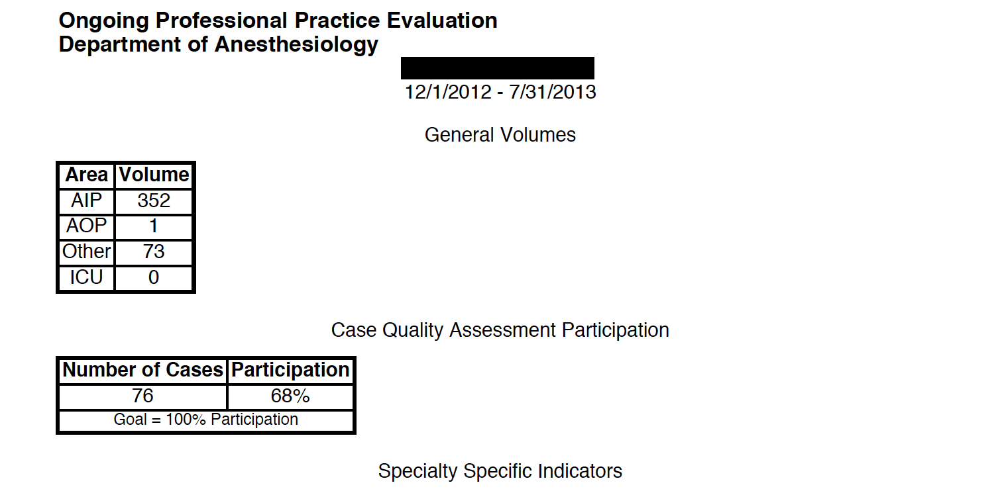 Ongoing Professional Practice Evaluation
Department of Anesthesiology
12/1/2012 - 7/31/2013
General Volumes
Area Volume
AIP 352
AOP 1
Other 73
ICU 0
Case Quality Assessment Participation
Number of Cases Participation
76 68%
Goal = 100% Participation
Specialty Specific Indicators